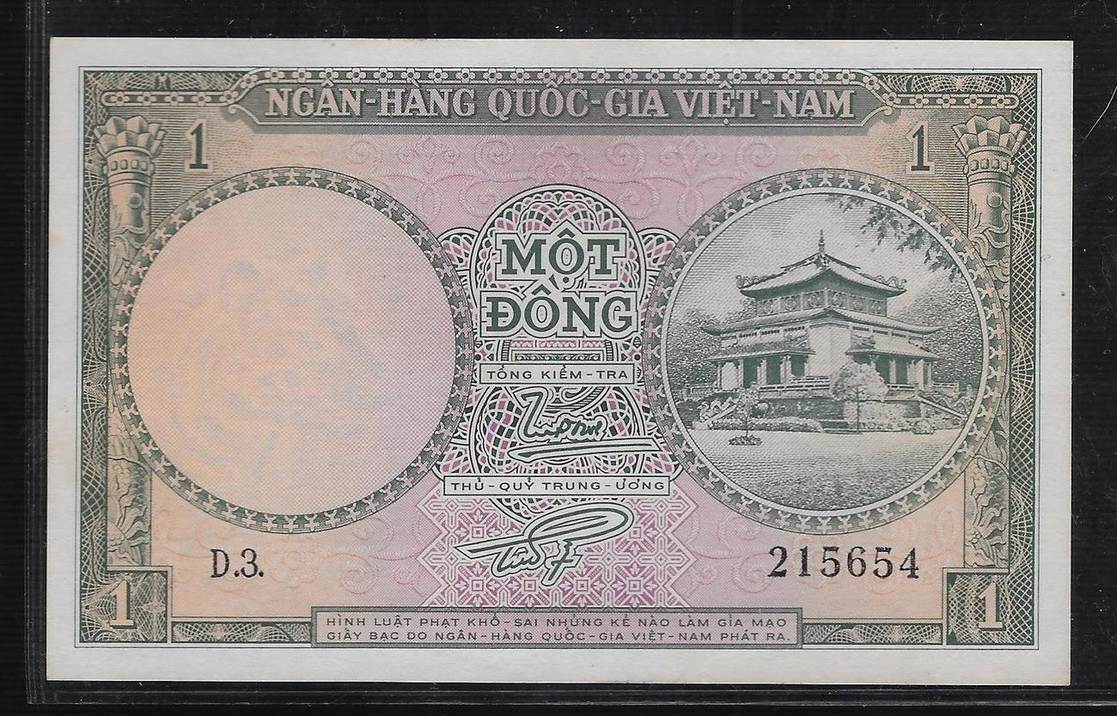 NGÂN-HÀNG QUỐC-GIA VIỆT-NAM
1
1
MỘT
ĐỒNG
TỔNG KIỂM-TRA
THỦ-QUỸ TRUNG-ƯƠNG
D.3.
215654
1
1
HÌNH LUẬT PHẠT KHỔ-SAI NHỮNG KẺ NÀO LÀM GIẢ MẠO
GIẤY BẠC DO NGÂN-HÀNG QUỐC-GIA VIỆT-NAM PHÁT RA.